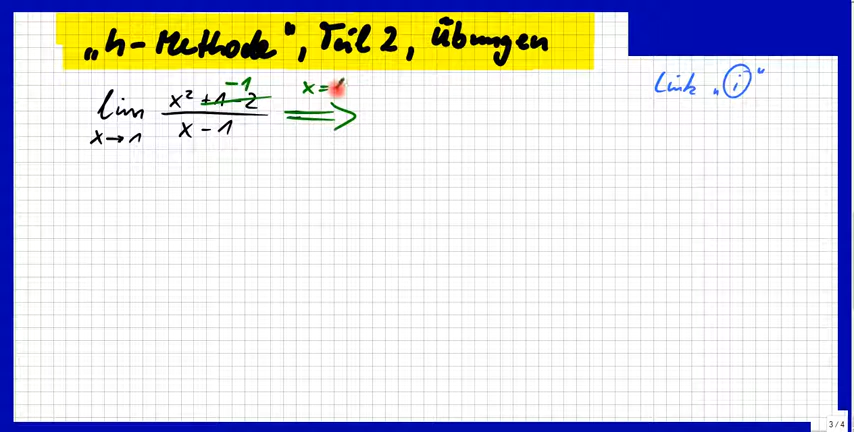 „h-Methode", Teil 2, Übungen
Link „i"
-1
x =
lim x² +1-2
x→1 x-1
3/4